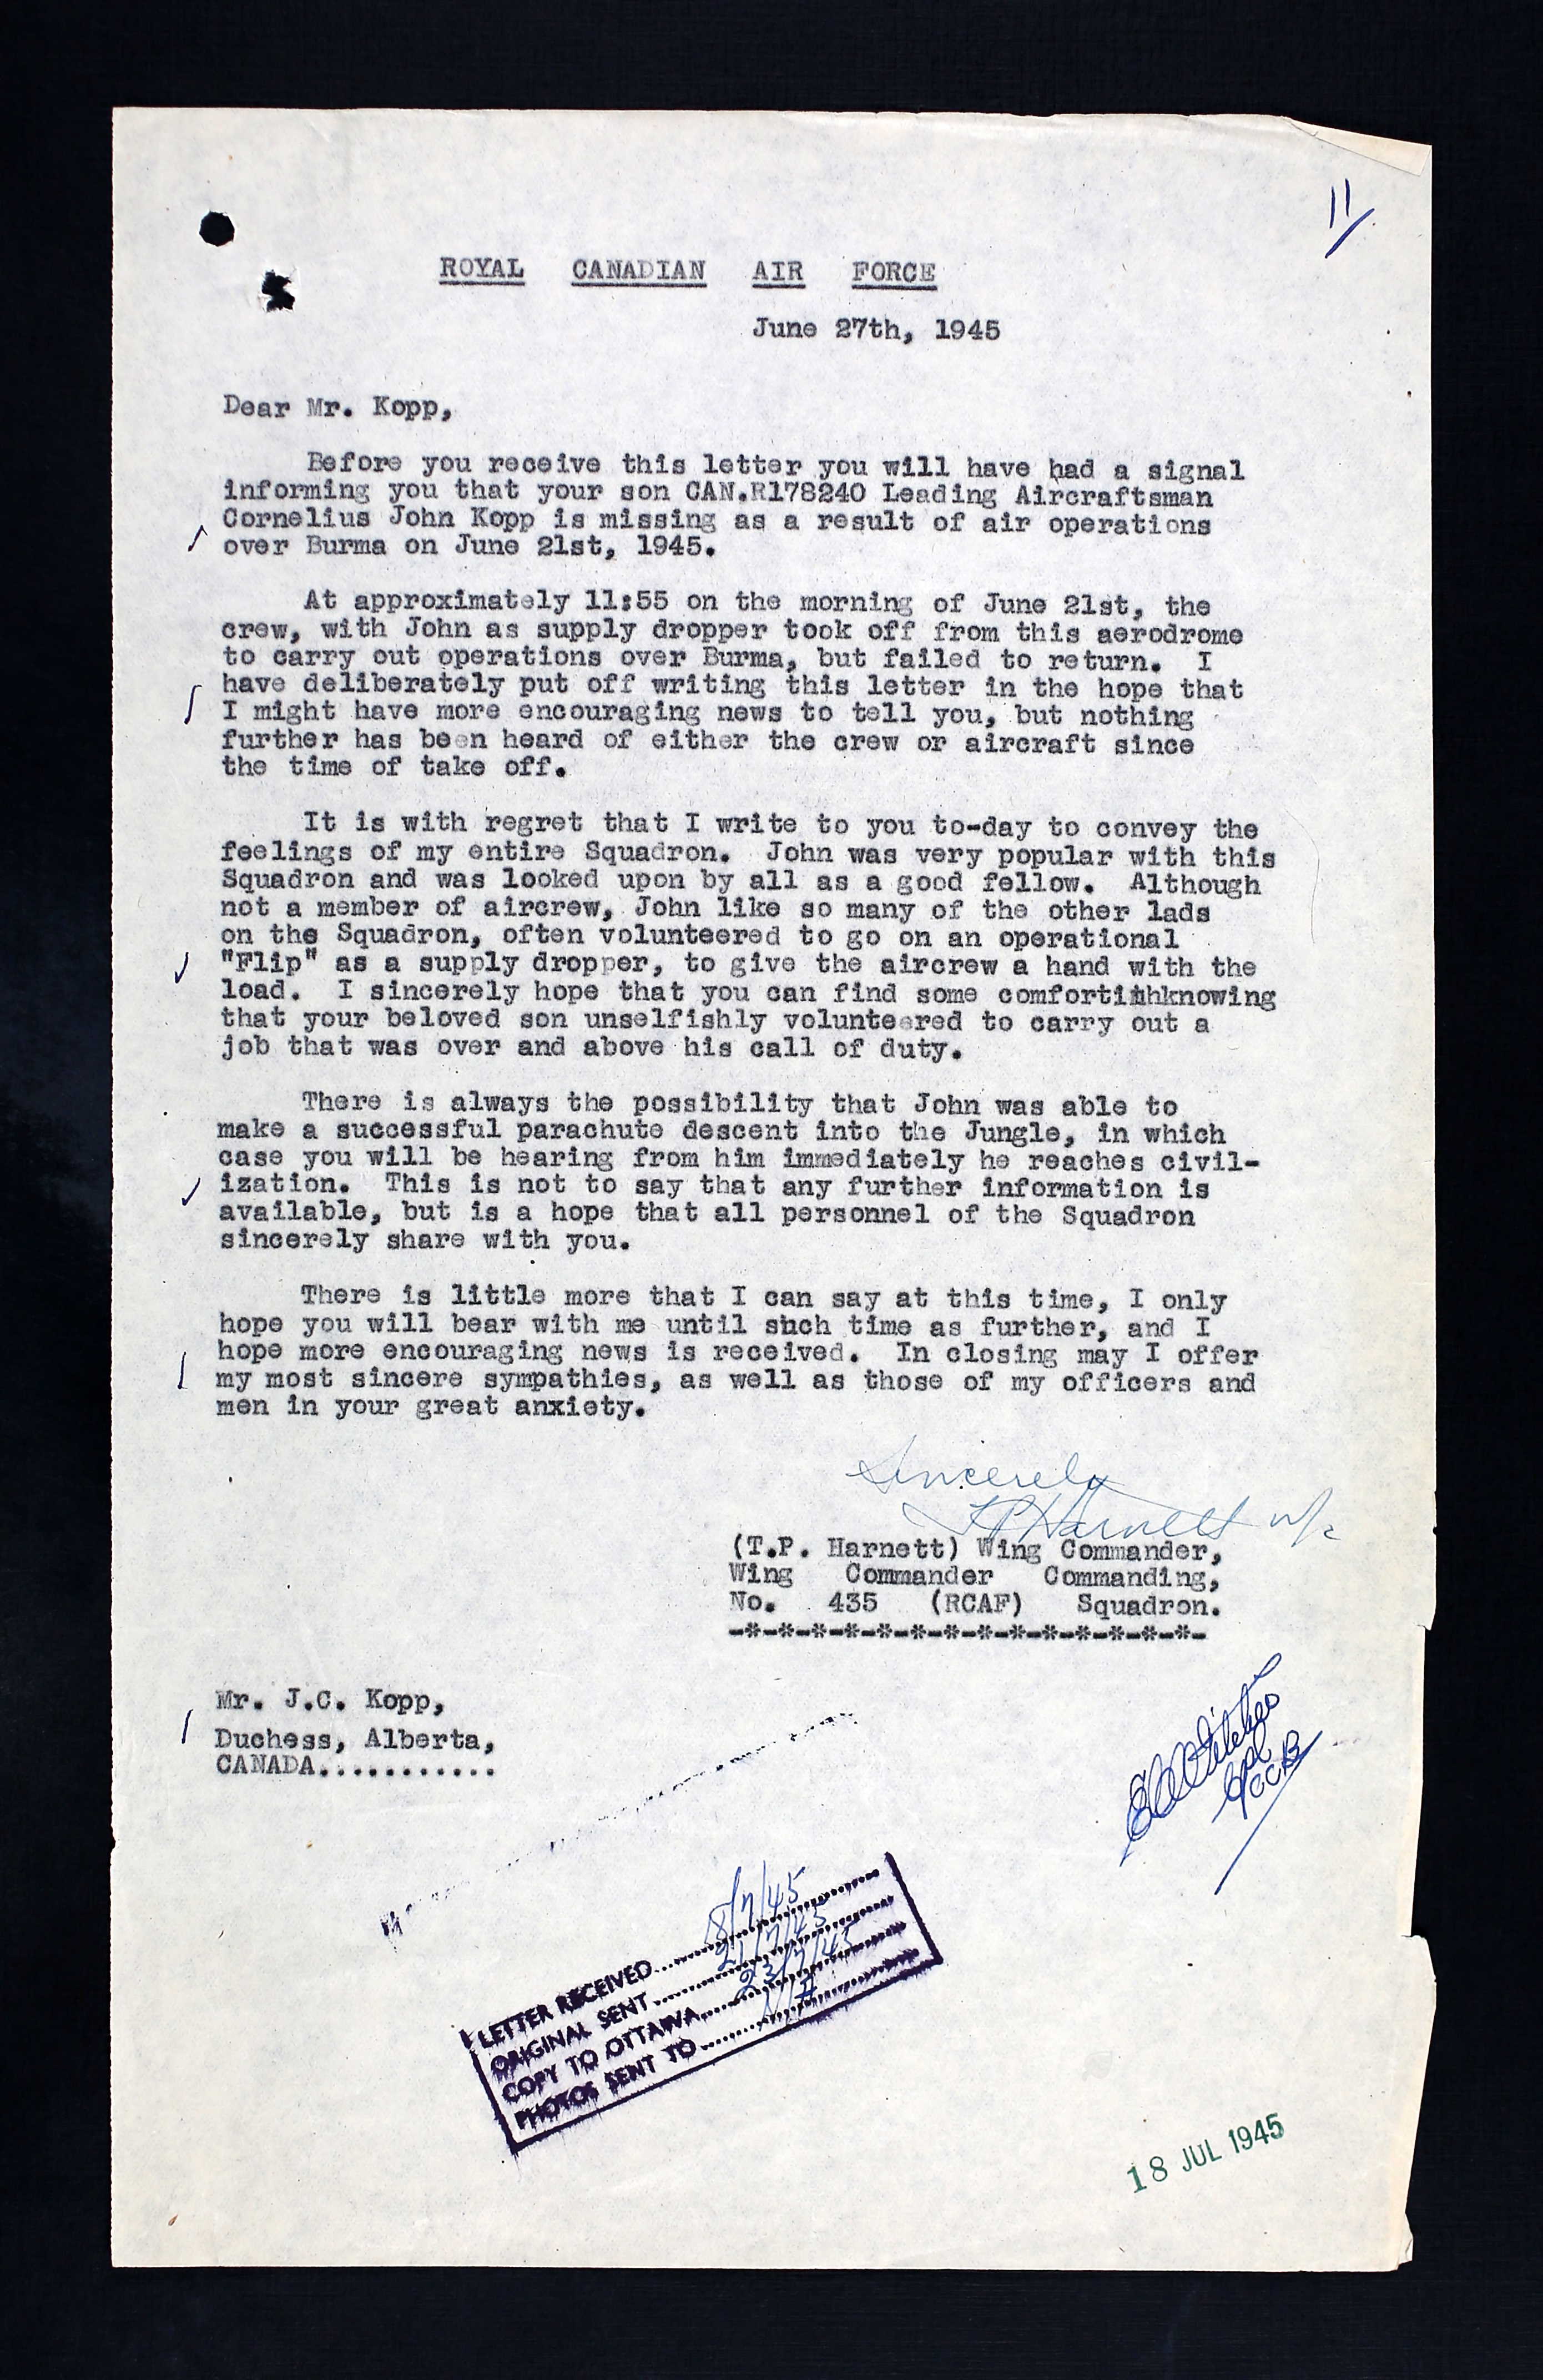 11/
ROYAL CANADIAN AIR FORCE
June 27th, 1945
Dear Mr. Kopp,
Before you receive this letter you will have had a signal
informing you that your son CAN.R178240 Leading Aircraftsman
Cornelius John Kopp is missing as a result of air operations
over Burma on June 21st, 1945.
At approximately 11:55 on the morning of June 21st, the
crew, with John as supply dropper took off from this aerodrome
to carry out operations over Burma, but failed to return. I
have deliberately put off writing this letter in the hope that
I might have more encouraging news to tell you, but nothing
further has been heard of either the crew or aircraft since
the time of take off.
It is with regret that I write to you to-day to convey the
feelings of my entire Squadron. John was very popular with this
Squadron and was looked upon by all as a good fellow. Although
not a member of aircrew, John like so many of the other lads
on the Squadron, often volunteered to go on an operational
"Flip" as a supply dropper, to give the aircrew a hand with the
load. I sincerely hope that you can find some comfort knowing
that your beloved son unselfishly volunteered to carry out a
job that was over and above his call of duty.
There is always the possibility that John was able to
make a successful parachute descent into the Jungle, in which
case you will be hearing from him immediately he reaches civil-
ization. This is not to say that any further information is
available, but is a hope that all personnel of the Squadron
sincerely share with you.
There is little more that I can say at this time, I only
hope you will bear with me until such time as further, and I
hope more encouraging news is received. In closing may I offer
my most sincere sympathies, as well as those of my officers and
men in your great anxiety.
Sincerely
TPHarnett W/C
(T.P. Harnett) Wing Commander,
Wing Commander Commanding,
No. 435 (RCAF) Squadron.
-*-*-*-*-*-*-*-*-*-*-*-*-*-*-
Mr. J.C. Kopp,
Duchess, Alberta,
CANADA...........
Cpl
CCB
LETTER RECEIVED 18/7/45
ORIGINAL SENT 21/7/45
COPY TO OTTAWA 23/7/45
PHOTOS SENT TO
18 JUL 1945